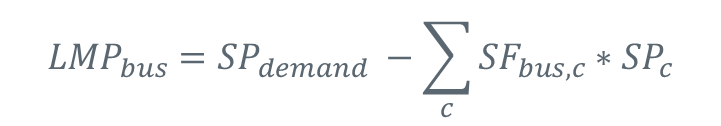 LMP_bus = SP_demand − ∑_c SF_bus,c * SP_c